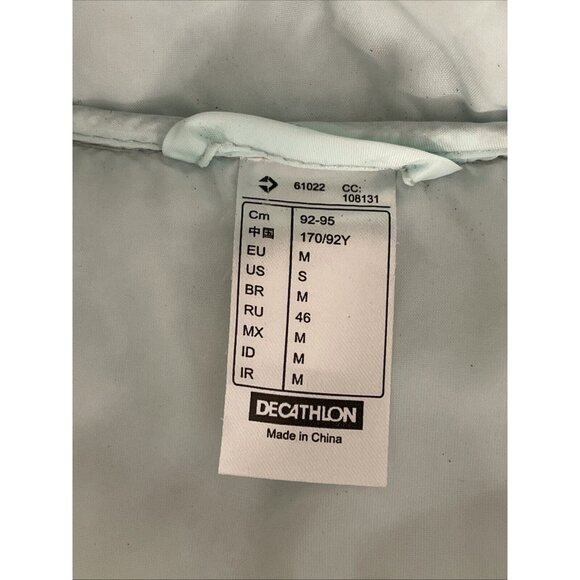 61022 CC:
108131
Cm 92-95
中国 170/92Y
EU M
US S
BR M
RU 46
MX M
ID M
IR M
DECATHLON
Made in China